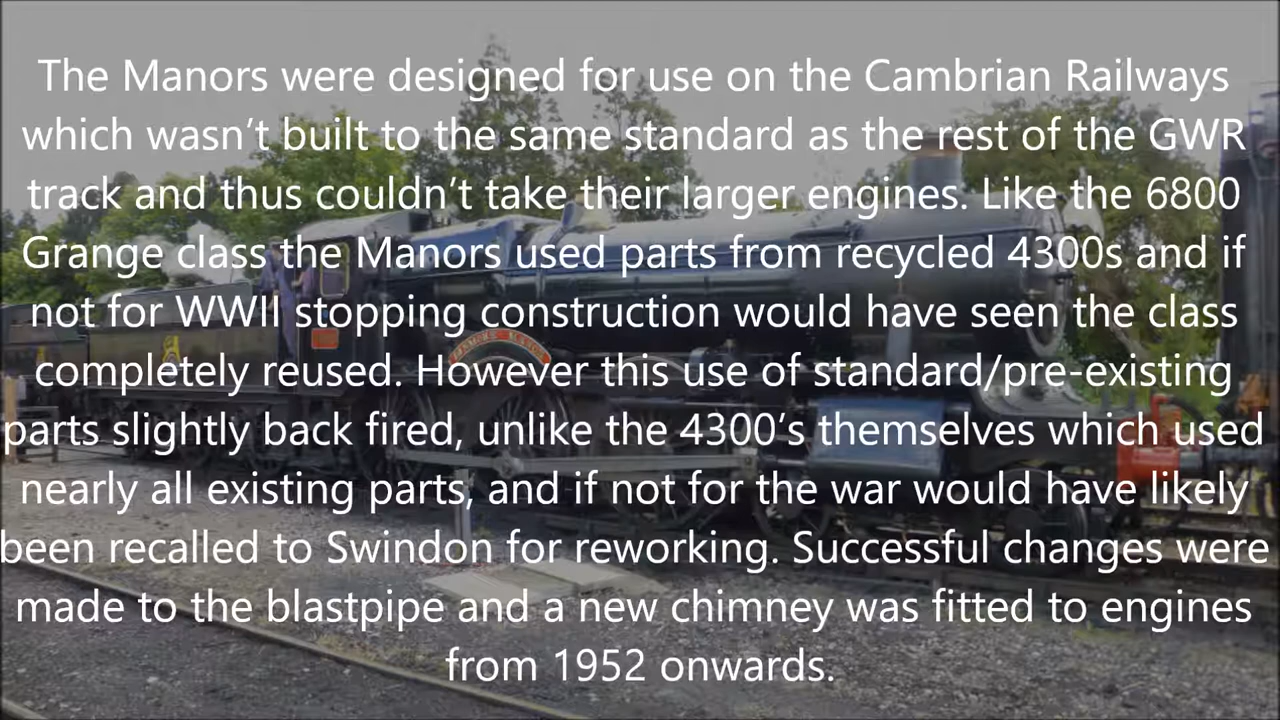 The Manors were designed for use on the Cambrian Railways
which wasn’t built to the same standard as the rest of the GWR
track and thus couldn’t take their larger engines. Like the 6800
Grange class the Manors used parts from recycled 4300s and if
not for WWII stopping construction would have seen the class
completely reused. However this use of standard/pre-existing
parts slightly back fired, unlike the 4300’s themselves which used
nearly all existing parts, and if not for the war would have likely
been recalled to Swindon for reworking. Successful changes were
made to the blastpipe and a new chimney was fitted to engines
from 1952 onwards.